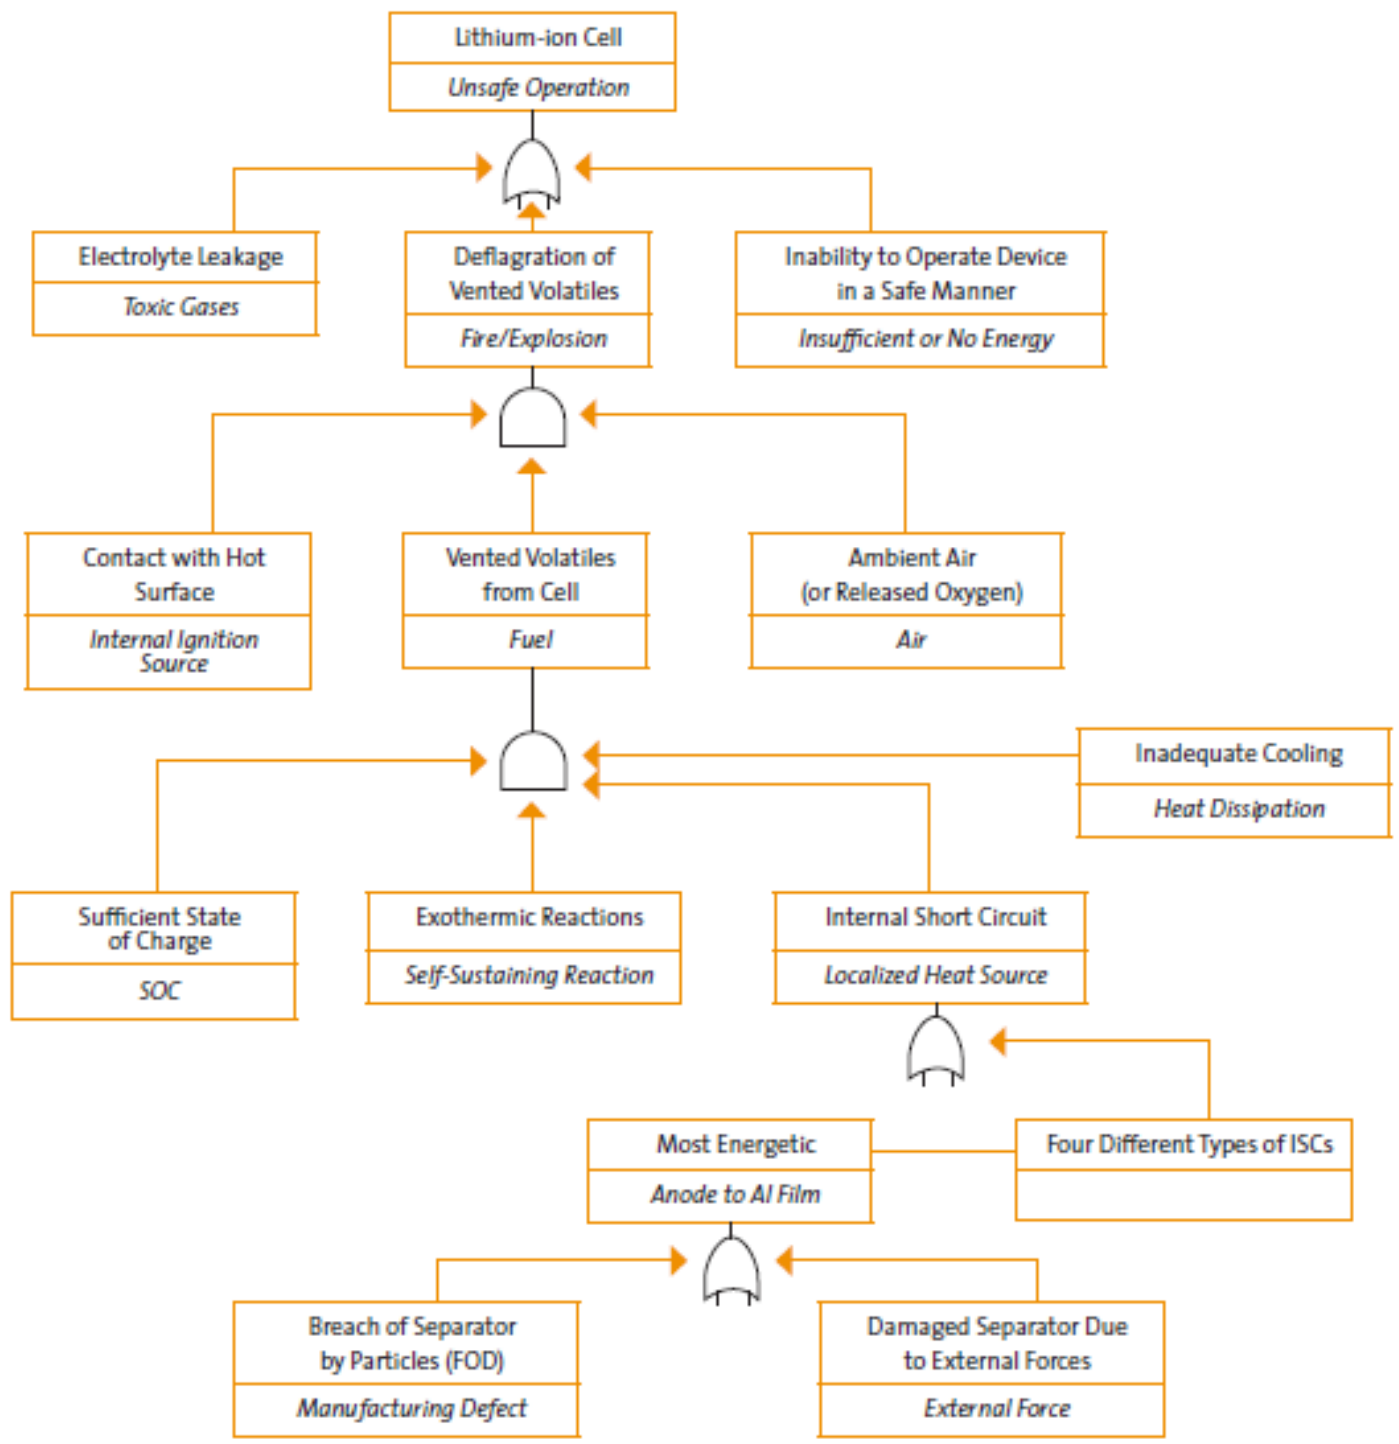 Lithium-ion Cell
Unsafe Operation
Electrolyte Leakage
Toxic Gases
Deflagration of
Vented Volatiles
Fire/Explosion
Inability to Operate Device
in a Safe Manner
Insufficient or No Energy
Contact with Hot
Surface
Internal Ignition
Source
Vented Volatiles
from Cell
Fuel
Ambient Air
(or Released Oxygen)
Air
Inadequate Cooling
Heat Dissipation
Sufficient State
of Charge
SOC
Exothermic Reactions
Self-Sustaining Reaction
Internal Short Circuit
Localized Heat Source
Most Energetic
Anode to Al Film
Four Different Types of ISCs
Breach of Separator
by Particles (FOD)
Manufacturing Defect
Damaged Separator Due
to External Forces
External Force